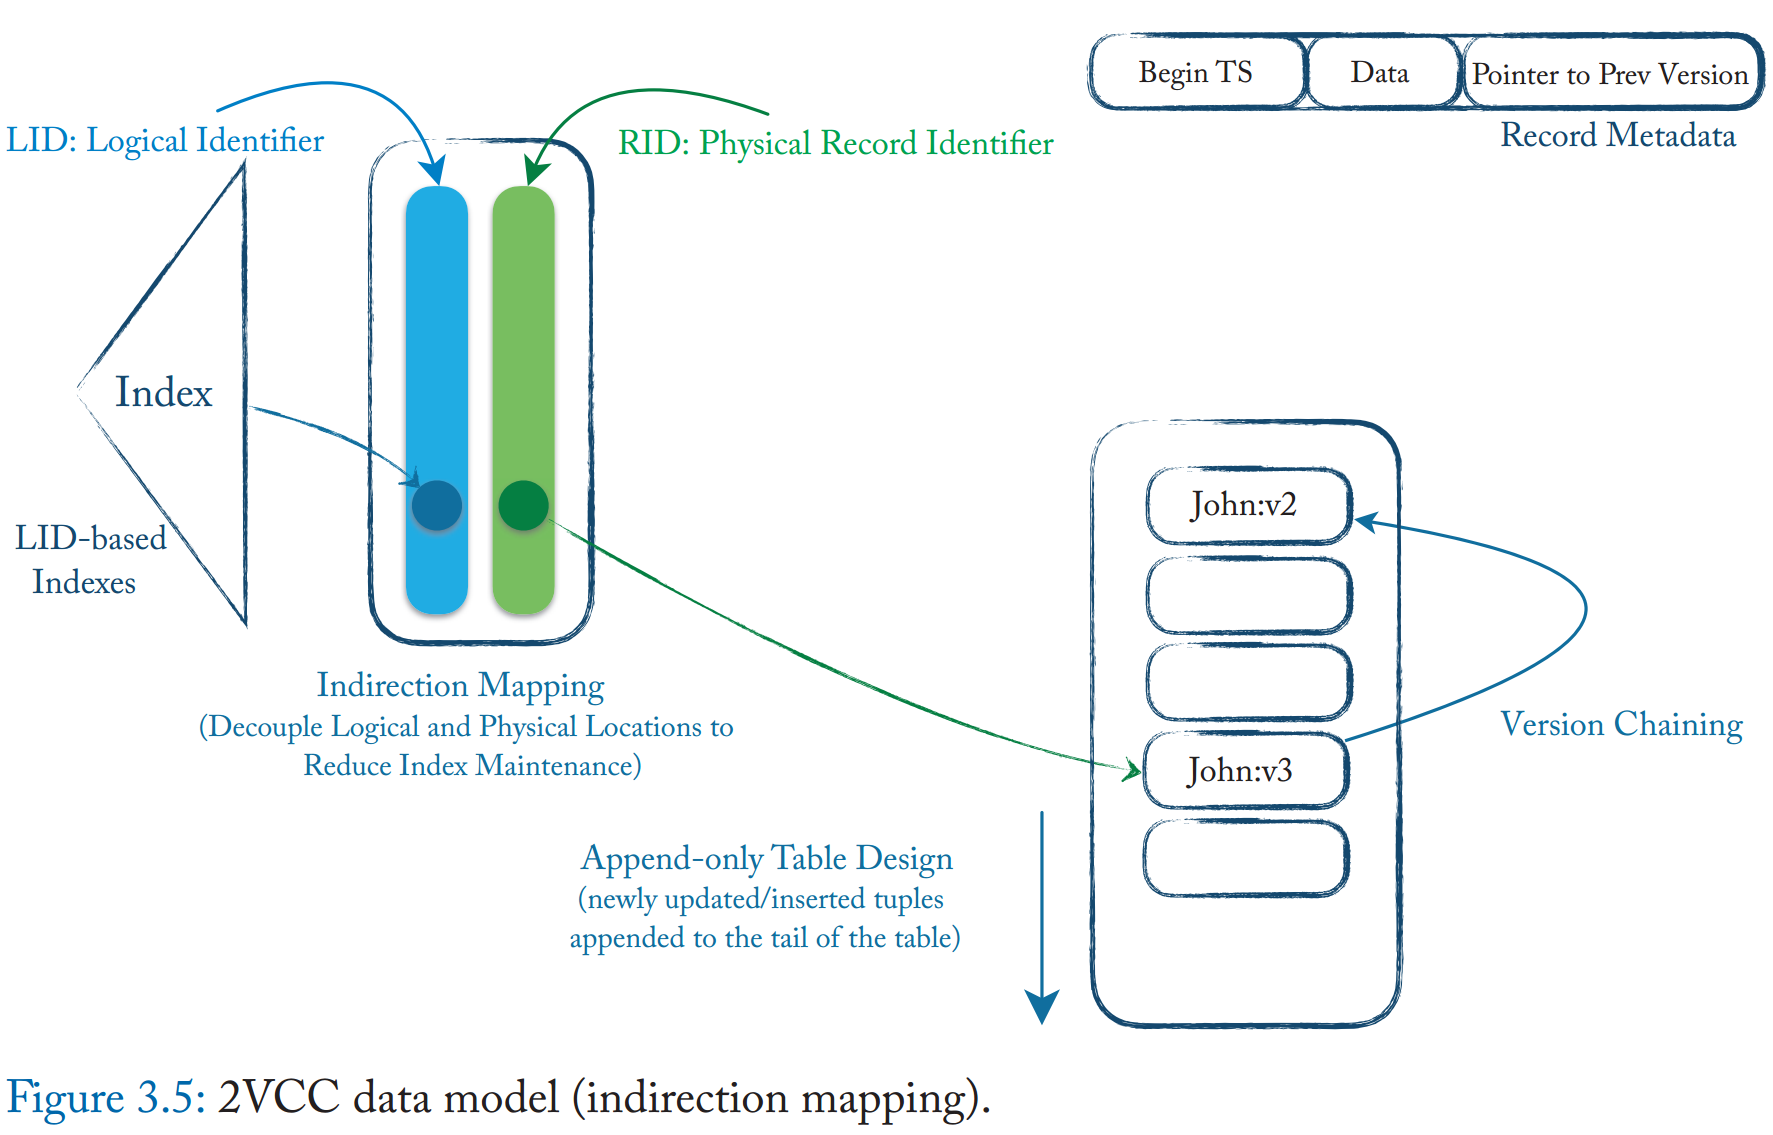 Begin TS
Data
Pointer to Prev Version
Record Metadata
LID: Logical Identifier
RID: Physical Record Identifier
Index
LID-based
Indexes
Indirection Mapping
(Decouple Logical and Physical Locations to
Reduce Index Maintenance)
John:v2
John:v3
Version Chaining
Append-only Table Design
(newly updated/inserted tuples
appended to the tail of the table)
Figure 3.5: 2VCC data model (indirection mapping).